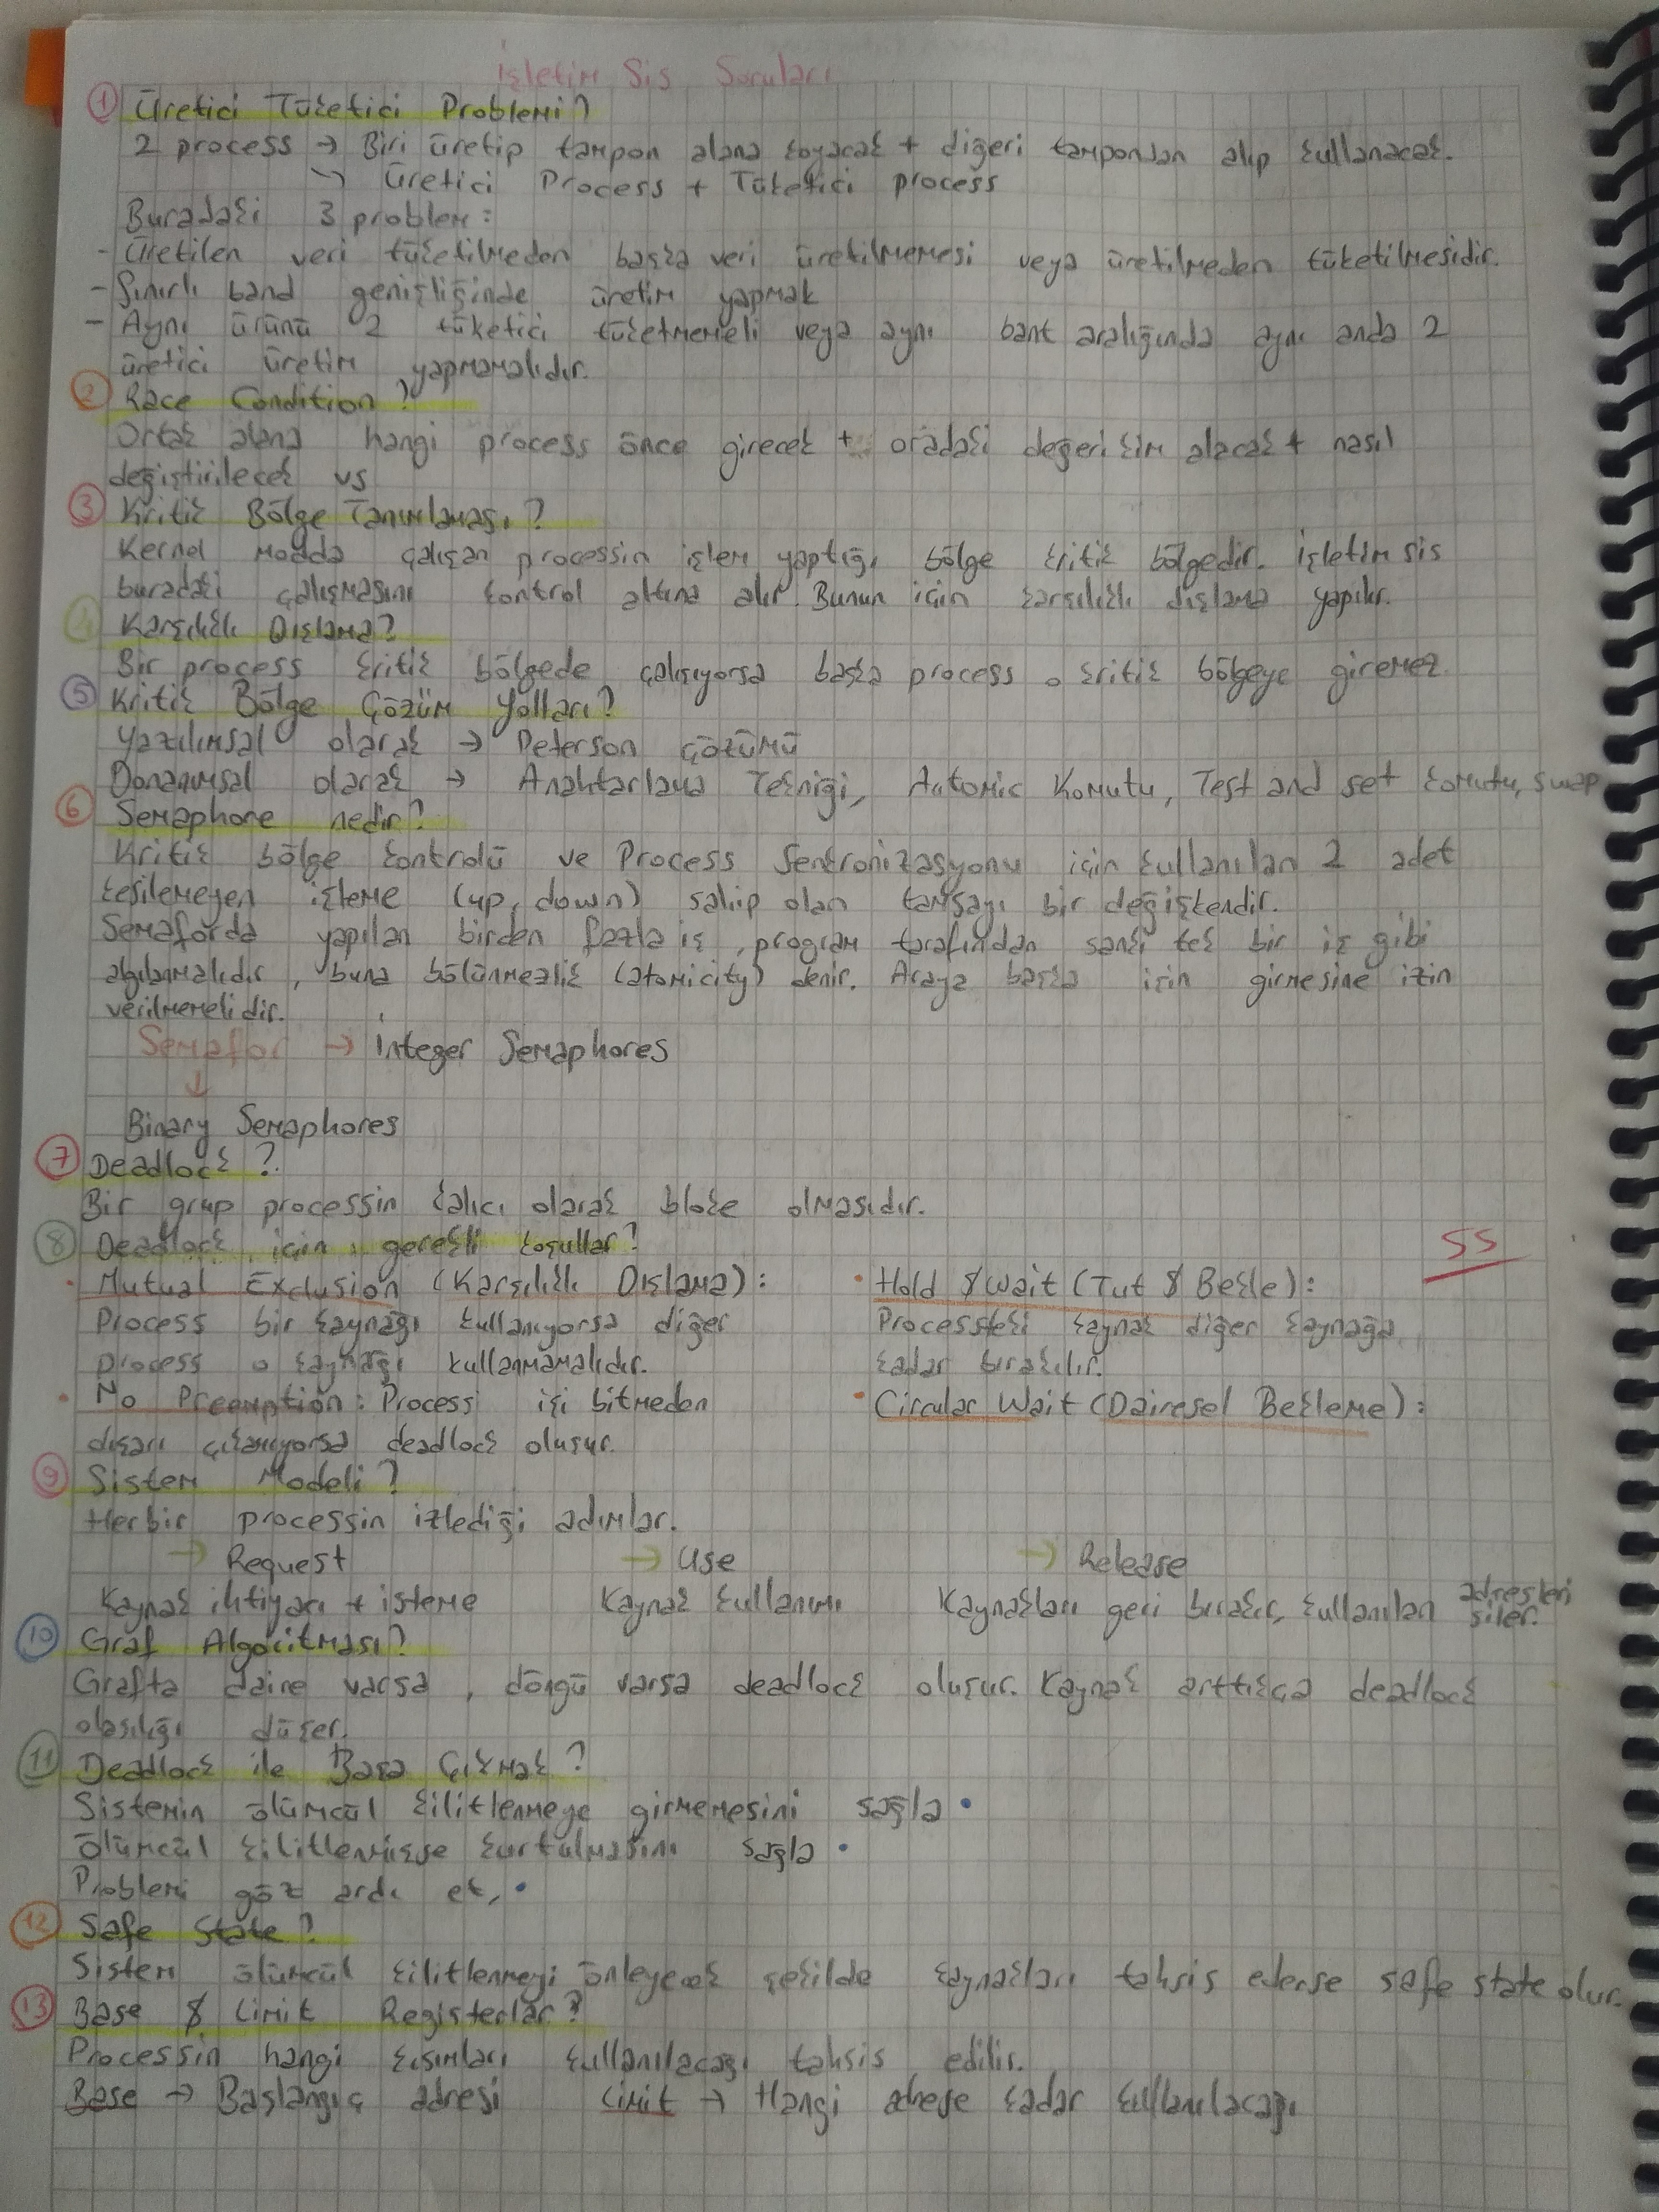 İşletim Sis Soruları
1 Üretici Tüketici Problemi?
2 process → Biri üretip tampon alana koyacak + diğeri tampondan alıp kullanacak.
↳ Üretici Process + Tüketici process
Buradaki 3 problem:
- Üretilen veri tüketilmeden başka veri üretilmemesi veya üretilmeden tüketilmesidir.
- Sınırlı band genişliğinde üretim yapmak
- Aynı ürünü 2 tüketici tüketmemeli veya aynı bant aralığında aynı anda 2
üretici üretim yapmamalıdır.
2 Race Condition?
Ortak alana hangi process önce girecek + oradaki değeri kim alacak + nasıl
değiştirilecek vs
3 Kritik Bölge Tanımlaması?
Kernel modda çalışan processin işlem yaptığı bölge kritik bölgedir. İşletim sis
buradaki çalışmasını kontrol altına alır. Bunun için karşılıklı dışlama yapılır.
4 Karşılıklı Dışlama?
Bir process kritik bölgede çalışıyorsa başka process o kritik bölgeye giremez
5 Kritik Bölge Çözüm Yolları?
Yazılımsal olarak → Peterson çözümü
Donanımsal olarak → Anahtarlama Tekniği, Automic Komutu, Test and set komutu, swap
6 Semaphore nedir?
Kritik bölge kontrolü ve Process Senkronizasyonu için kullanılan 2 adet
kesilemeyen işleme (up, down) sahip olan tamsayı bir değişkendir.
Semaforda yapılan birden fazla iş, program tarafından sanki tek bir iş gibi
algılanmalıdır, buna bölünmezlik (atomicity) denir. Araya başka işin girmesine izin
verilmemelidir.
Semafor → Integer Semaphores
↓
Binary Semaphores
7 Deadlock?
Bir grup processin kalıcı olarak bloke olmasıdır.
8 Deadlock için gerekli koşullar?
SS
• Mutual Exclusion (Karşılıklı Dışlama): • Hold & Wait (Tut & Bekle):
Process bir kaynağı kullanıyorsa diğer Processteki kaynak diğer kaynağa
process o kaynağı kullanmamalıdır. kadar bırakılır.
• No Preemption: Process işi bitmeden • Circular Wait (Dairesel Bekleme):
dışarı çıkamıyorsa deadlock oluşur.
9 Sistem Modeli?
Her bir processin izlediği adımlar.
→ Request → Use → Release
Kaynak ihtiyacı + isteme Kaynak kullanımı Kaynakları geri bırakır, kullanılan adresleri siler.
10 Graf Algoritması?
Grafta daire varsa, döngü varsa deadlock oluşur. Kaynak arttıkça deadlock
olasılığı düşer.
11 Deadlock ile Başa Çıkmak?
Sistemin ölümcül kilitlenmeye girmemesini sağla •
Ölümcül kilitlenmişse kurtulmasını sağla •
Problemi göz ardı et, •
12 Safe State?
Sistem ölümcül kilitlenmeyi önleyecek şekilde kaynakları tahsis ederse safe state olur.
13 Base & Limit Registerlar?
Processin hangi kısımları kullanılacağı tahsis edilir.
Base → Başlangıç adresi Limit → Hangi adrese kadar kullanılacağı